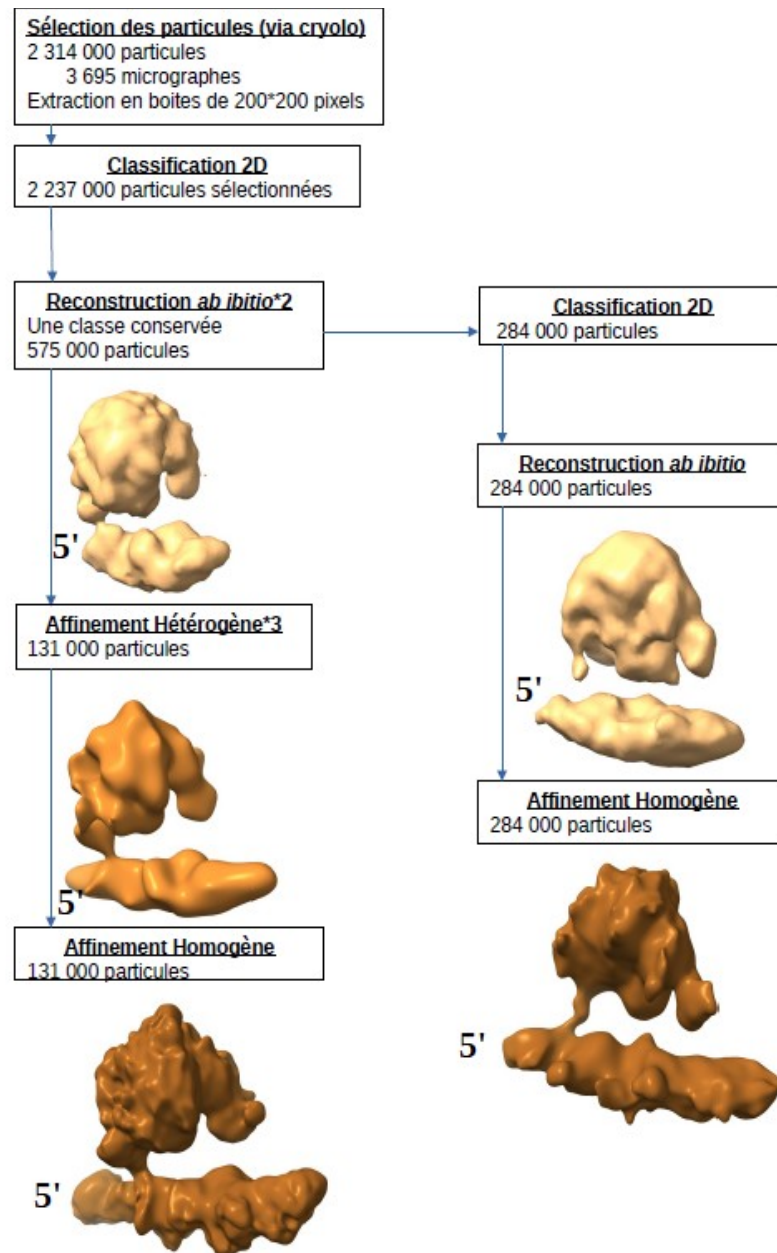 Sélection des particules (via cryolo)
2 314 000 particules
3 695 micrographes
Extraction en boites de 200*200 pixels
Classification 2D
2 237 000 particules sélectionnées
Reconstruction ab ibitio*2
Une classe conservée
575 000 particules
Classification 2D
284 000 particules
5'
Reconstruction ab ibitio
284 000 particules
Affinement Hétérogène*3
131 000 particules
5'
5'
Affinement Homogène
284 000 particules
Affinement Homogène
131 000 particules
5'
5'